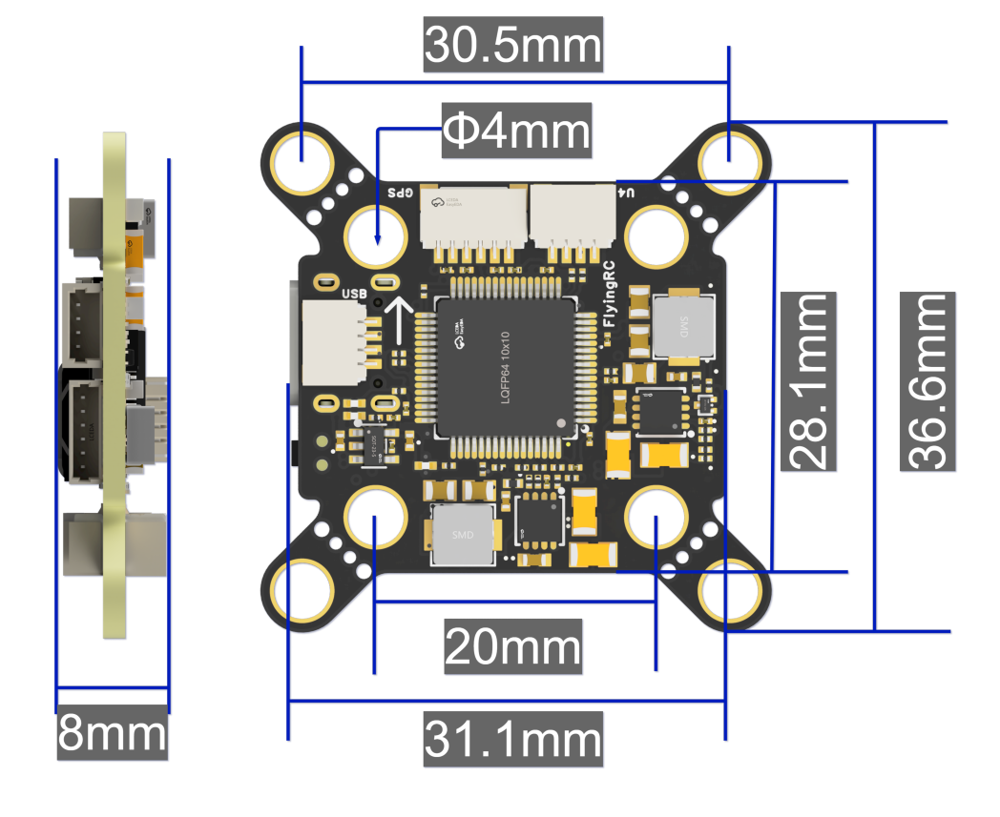 30.5mm
Φ4mm
GPS
U4
USB
FlyingRC
SMD
LQFP64 10x10
28.1mm
36.6mm
SMD
20mm
31.1mm
8mm